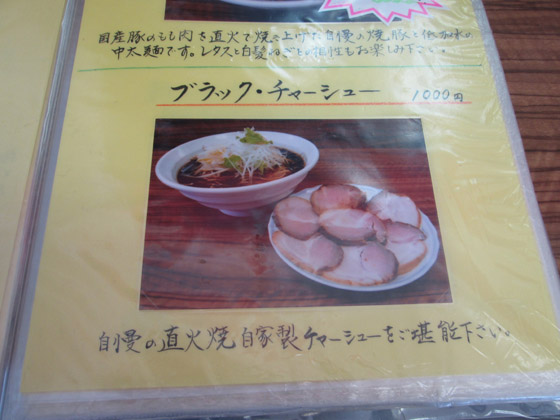 国産豚のもも肉を直火で焼き上げた自慢の焼豚と低加水の
中太麺です。レタスと白髪ねぎとの相性もお楽しみ下さい。
ブラック・チャーシュー 1000円
自慢の直火焼自家製チャーシューをご堪能下さい。